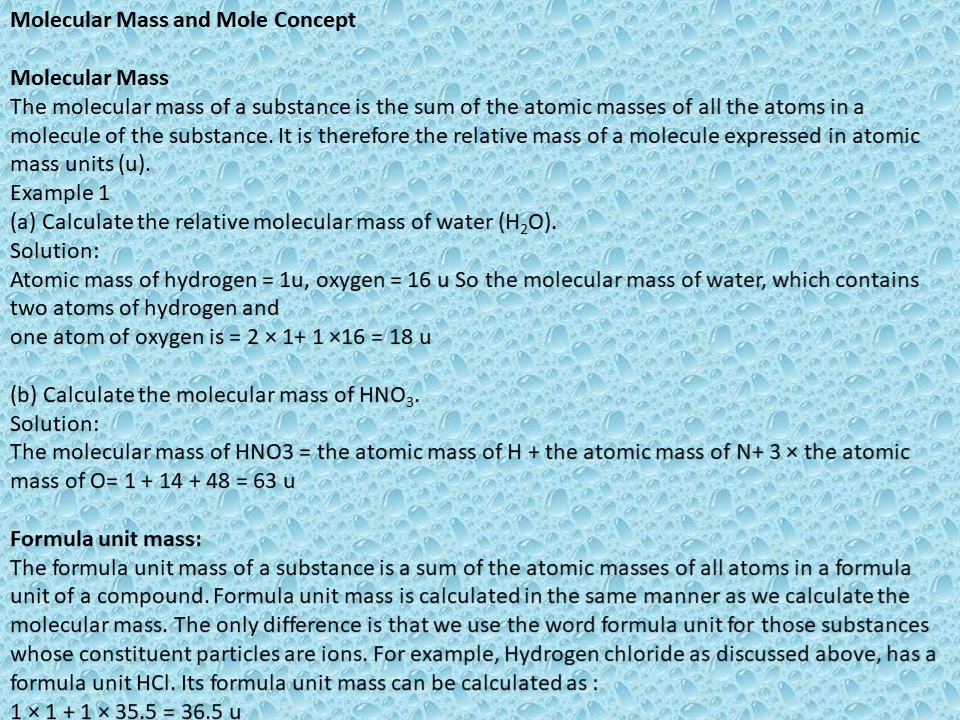 Molecular Mass and Mole Concept
Molecular Mass
The molecular mass of a substance is the sum of the atomic masses of all the atoms in a
molecule of the substance. It is therefore the relative mass of a molecule expressed in atomic
mass units (u).
Example 1
(a) Calculate the relative molecular mass of water (H₂O).
Solution:
Atomic mass of hydrogen = 1u, oxygen = 16 u So the molecular mass of water, which contains
two atoms of hydrogen and
one atom of oxygen is = 2 × 1+ 1 ×16 = 18 u
(b) Calculate the molecular mass of HNO₃.
Solution:
The molecular mass of HNO3 = the atomic mass of H + the atomic mass of N+ 3 × the atomic
mass of O= 1 + 14 + 48 = 63 u
Formula unit mass:
The formula unit mass of a substance is a sum of the atomic masses of all atoms in a formula
unit of a compound. Formula unit mass is calculated in the same manner as we calculate the
molecular mass. The only difference is that we use the word formula unit for those substances
whose constituent particles are ions. For example, Hydrogen chloride as discussed above, has a
formula unit HCl. Its formula unit mass can be calculated as :
1 × 1 + 1 × 35.5 = 36.5 u